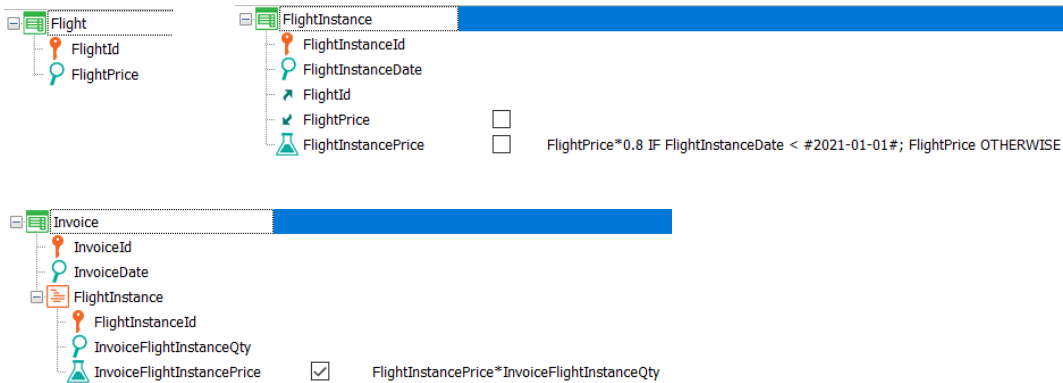 Flight
FlightId
FlightPrice
FlightInstance
FlightInstanceId
FlightInstanceDate
FlightId
FlightPrice
FlightInstancePrice FlightPrice*0.8 IF FlightInstanceDate < #2021-01-01#; FlightPrice OTHERWISE
Invoice
InvoiceId
InvoiceDate
FlightInstance
FlightInstanceId
InvoiceFlightInstanceQty
InvoiceFlightInstancePrice FlightInstancePrice*InvoiceFlightInstanceQty